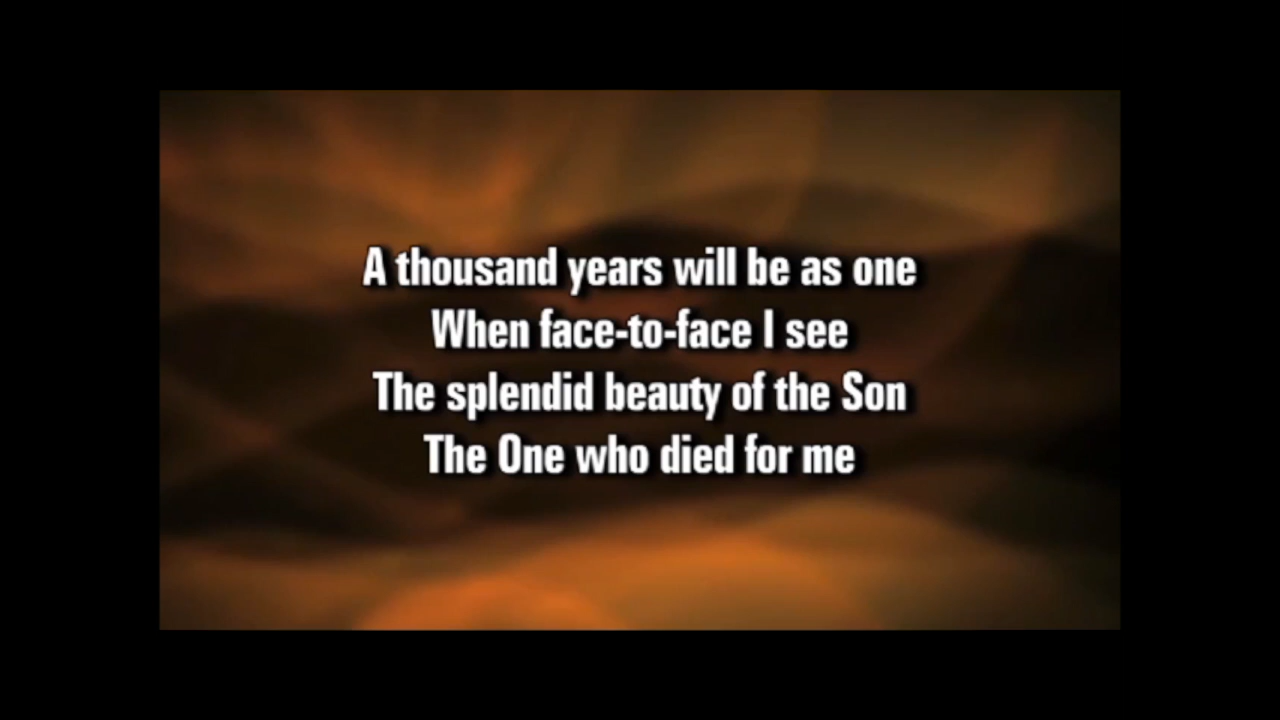 A thousand years will be as one
When face-to-face I see
The splendid beauty of the Son
The One who died for me